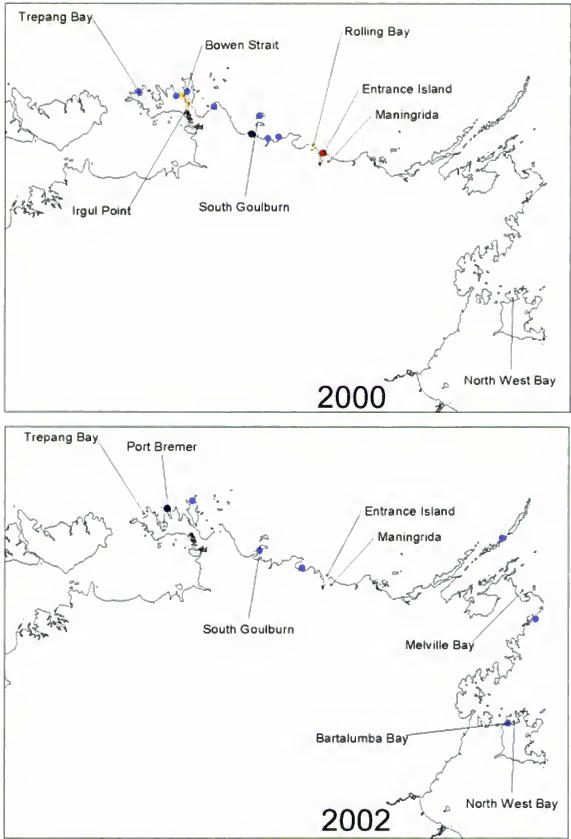 Trepang Bay
Bowen Strait
Rolling Bay
Entrance Island
Maningrida
Irgul Point
South Goulburn
North West Bay
2000
Trepang Bay
Port Bremer
Entrance Island
Maningrida
South Goulburn
Melville Bay
Bartalumba Bay
North West Bay
2002